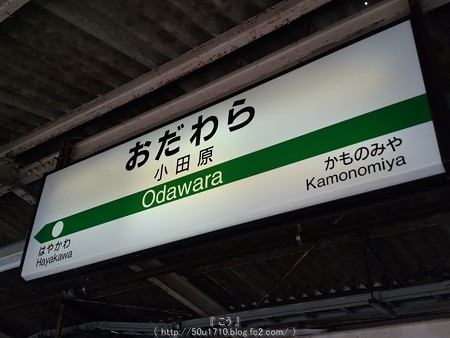 おだわら
小田原
Odawara
かものみや
Kamonomiya
はやかわ
Hayakawa
『 こう 』
( http://50u1710.blog.fc2.com/ )